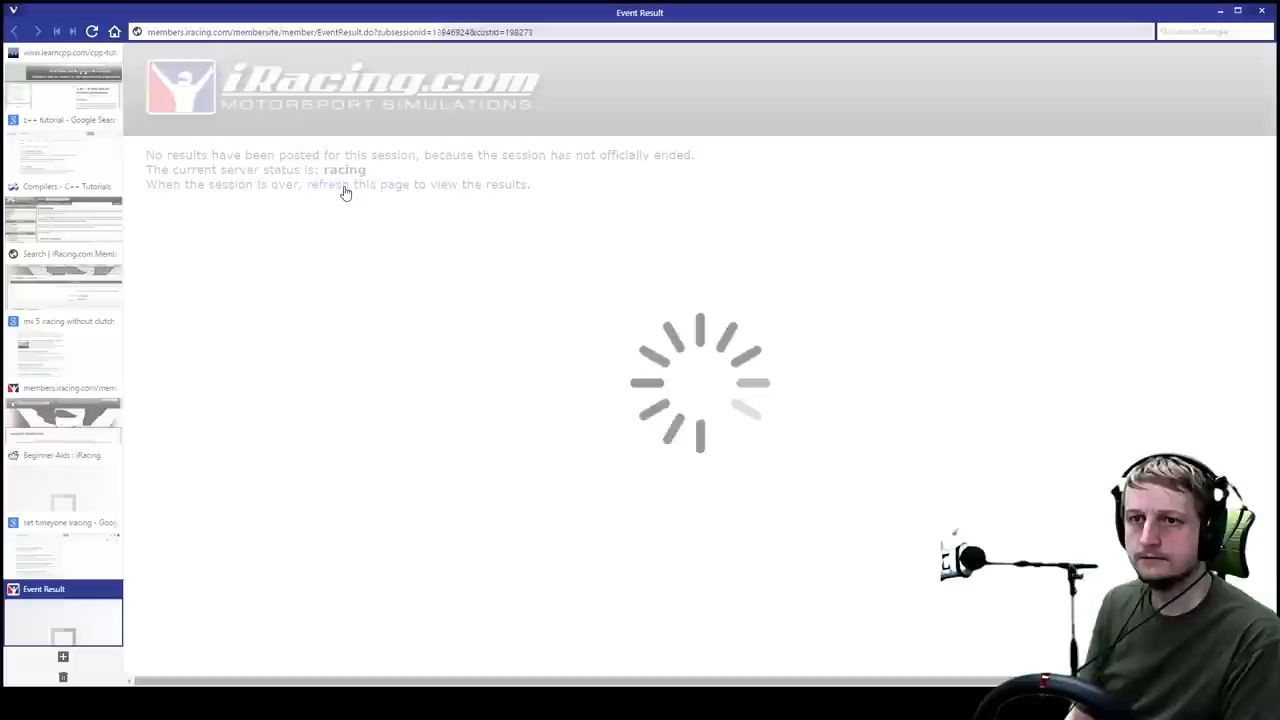 Event Result
members.iracing.com/membersite/member/EventResult.do?subsessionid=13946924&custid=198273
www.learncpp.com/cpp-tut
c++ tutorial - Google Searc
Compilers - C++ Tutorials
Search | iRacing.com Memb
mx 5 iracing without clutch
members.iracing.com/mem
Beginner Aids : iRacing
set timeyone iracing - Goog
Event Result
iRacing.com
MOTORSPORT SIMULATIONS
No results have been posted for this session, because the session has not officially ended.
The current server status is: racing
When the session is over, refresh this page to view the results.